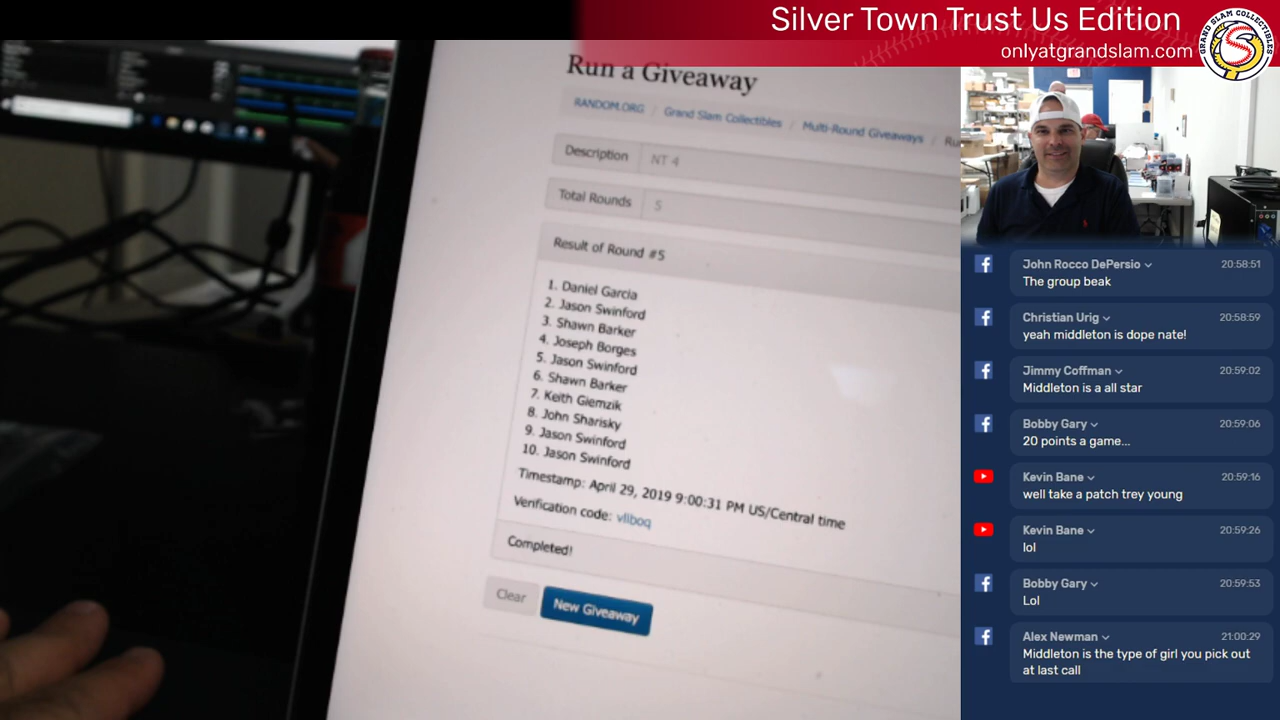 Silver Town Trust Us Edition
onlyatgrandslam.com
GRAND SLAM COLLECTIBLES
Run a Giveaway
RANDOM.ORG / Grand Slam Collectibles / Multi-Round Giveaways /
Description NT 4
Total Rounds 5
Result of Round #5
1. Daniel Garcia
2. Jason Swinford
3. Shawn Barker
4. Joseph Borges
5. Jason Swinford
6. Shawn Barker
7. Keith Giemzik
8. John Sharisky
9. Jason Swinford
10. Jason Swinford
Timestamp: April 29, 2019 9:00:31 PM US/Central time
Verification code: vllboq
Completed!
Clear New Giveaway
John Rocco DePersio 20:58:51
The group beak
Christian Urig 20:58:59
yeah middleton is dope nate!
Jimmy Coffman 20:59:02
Middleton is a all star
Bobby Gary 20:59:06
20 points a game...
Kevin Bane 20:59:16
well take a patch trey young
Kevin Bane 20:59:26
lol
Bobby Gary 20:59:53
Lol
Alex Newman 21:00:29
Middleton is the type of girl you pick out
at last call